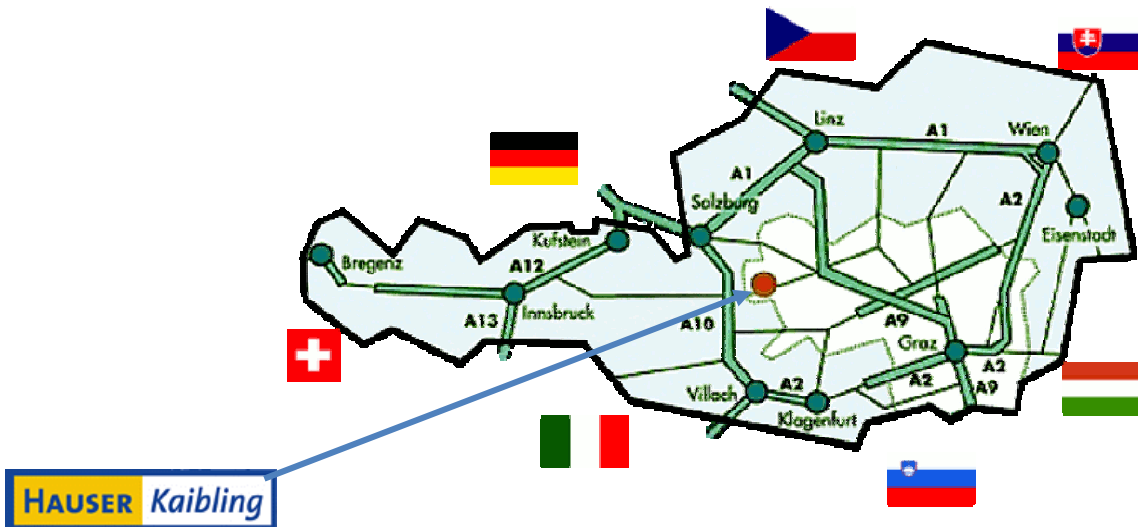 Linz
A1
Wien
A1
A2
Salzburg
Eisenstadt
Kufstein
Bregenz
A12
A13
Innsbruck
A10
A9
Graz
A2
A2
A9
Villach
A2
Klagenfurt
HAUSER Kaibling